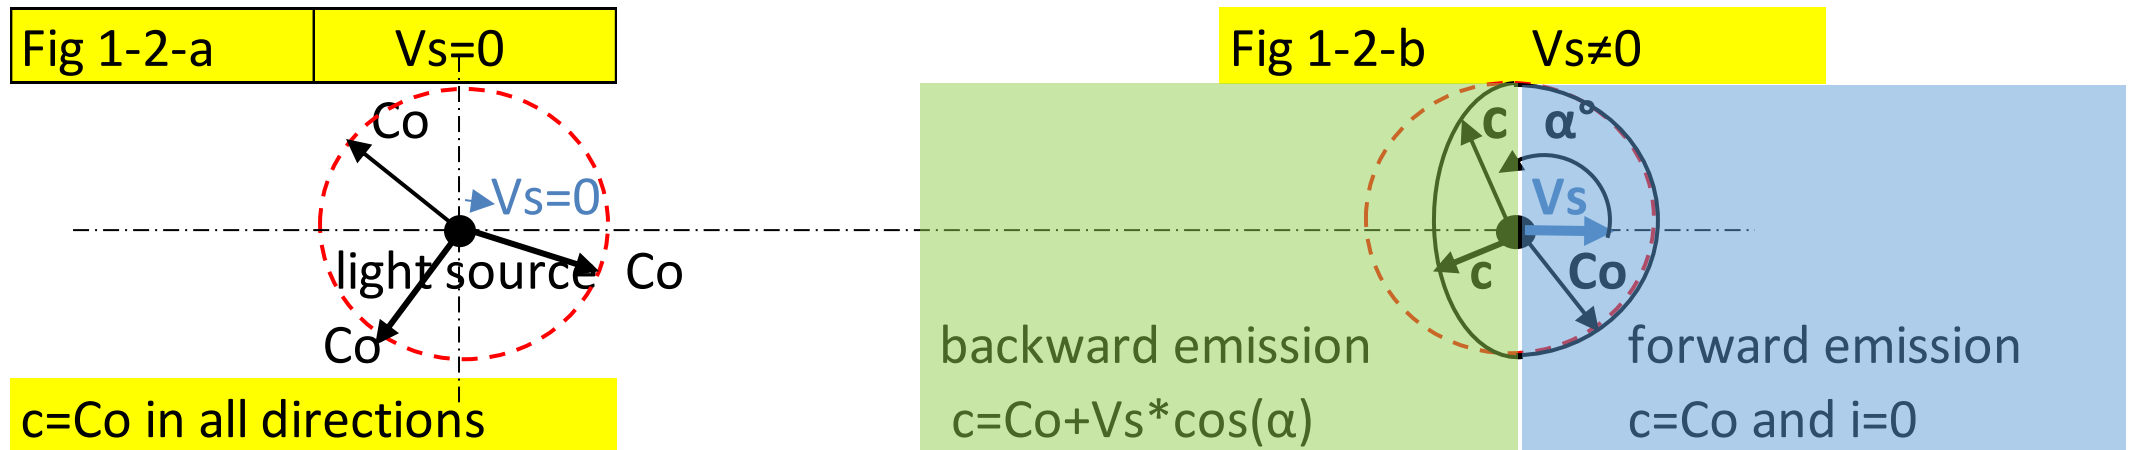 Fig 1-2-a Vs=0
Co
Vs=0
light source Co
Co
c=Co in all directions
Fig 1-2-b Vs≠0
c α°
Vs
c Co
backward emission
c=Co+Vs*cos(α)
forward emission
c=Co and i=0